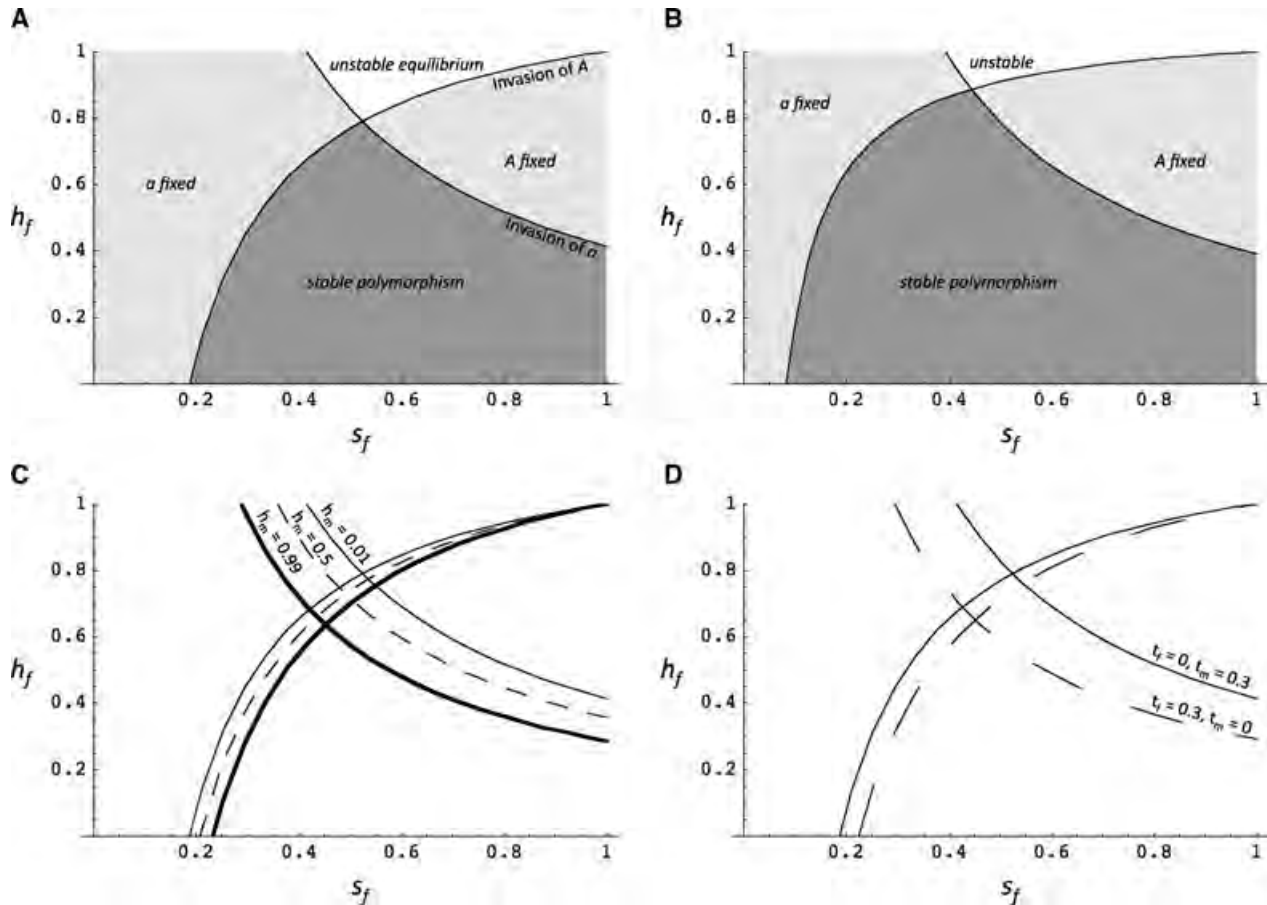 A
1
0.8
0.6
0.4
0.2
h_f
unstable equilibrium
Invasion of A
a fixed
A fixed
Invasion of a
stable polymorphism
0.2 0.4 0.6 0.8 1
s_f
B
1
0.8
0.6
0.4
0.2
h_f
unstable
a fixed
A fixed
stable polymorphism
0.2 0.4 0.6 0.8 1
s_f
C
1
0.8
0.6
0.4
0.2
h_f
h_m = 0.99
h_m = 0.5
h_m = 0.01
0.2 0.4 0.6 0.8 1
s_f
D
1
0.8
0.6
0.4
0.2
h_f
t_f = 0, t_m = 0.3
t_f = 0.3, t_m = 0
0.2 0.4 0.6 0.8 1
s_f